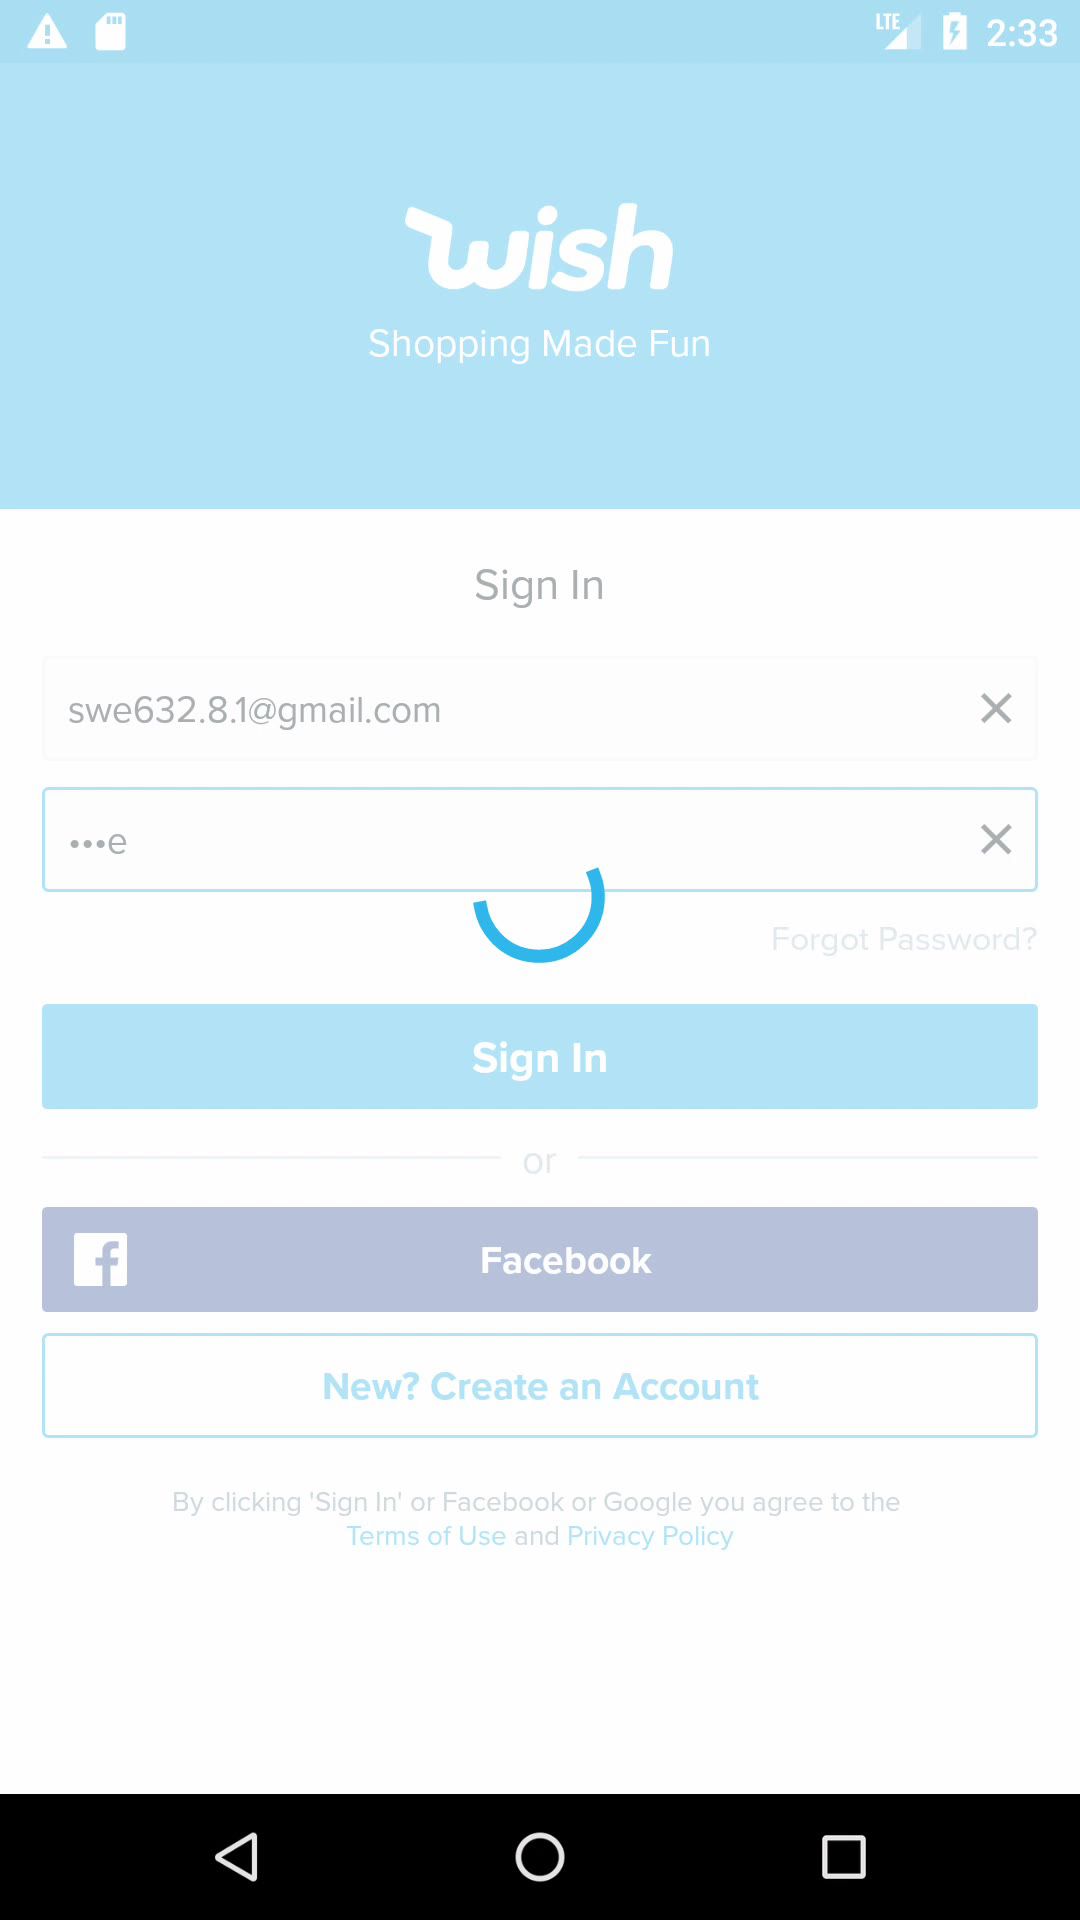 LTE 2:33
wish
Shopping Made Fun
Sign In
swe632.8.1@gmail.com
•••e
Forgot Password?
Sign In
or
Facebook
New? Create an Account
By clicking 'Sign In' or Facebook or Google you agree to the
Terms of Use and Privacy Policy